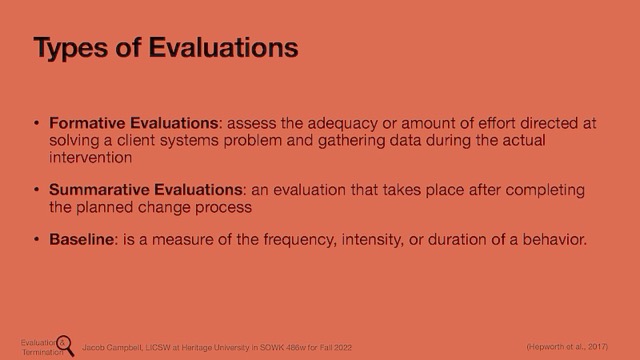 Types of Evaluations
• Formative Evaluations: assess the adequacy or amount of effort directed at
solving a client systems problem and gathering data during the actual
intervention
• Summarative Evaluations: an evaluation that takes place after completing
the planned change process
• Baseline: is a measure of the frequency, intensity, or duration of a behavior.
Evaluation &
Termination
Jacob Campbell, LICSW at Heritage University in SOWK 486w for Fall 2022
(Hepworth et al., 2017)